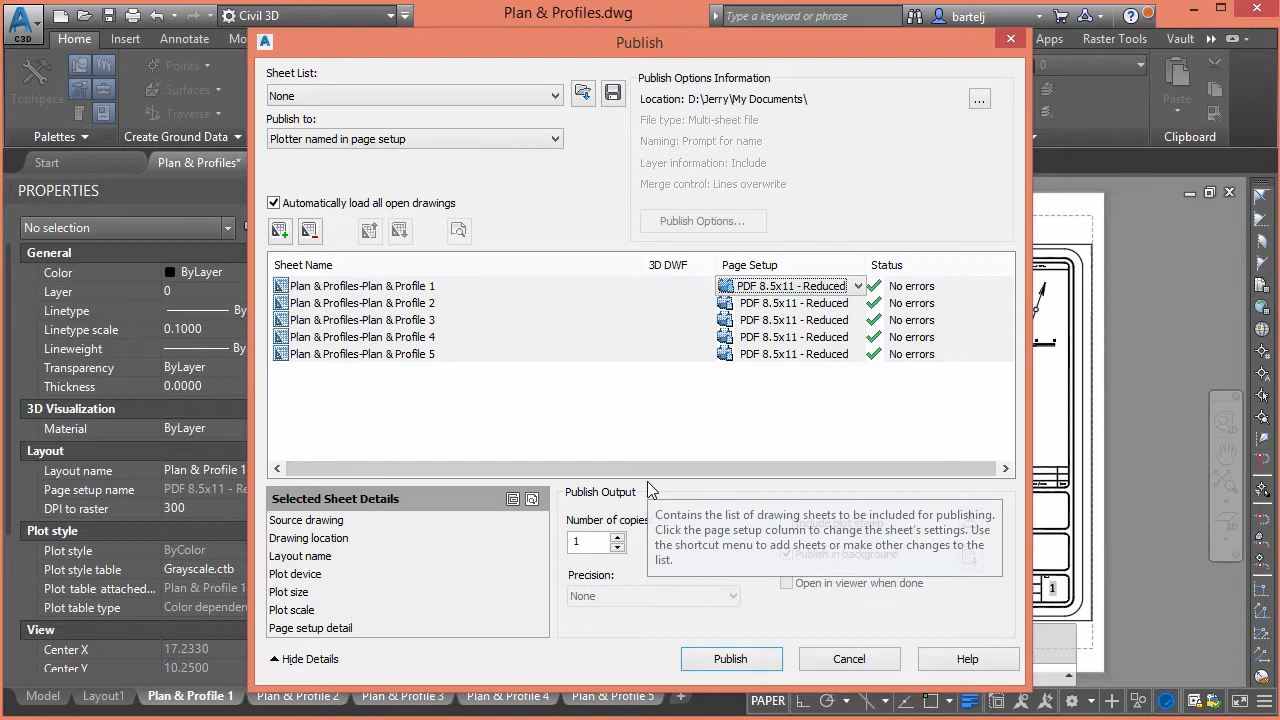 C3D
Civil 3D
Plan & Profiles.dwg
Type a keyword or phrase
bartelj
Home
Insert
Annotate
Mo
Apps
Raster Tools
Vault
Toolspace
Points
Surfaces
Traverse
Paste
Palettes
Create Ground Data
Clipboard
Start
Plan & Profiles*
PROPERTIES
No selection
General
Color
ByLayer
Layer
0
Linetype
By
Linetype scale
0.1000
Lineweight
By
Transparency
ByLayer
Thickness
0.0000
3D Visualization
Material
ByLayer
Layout
Layout name
Plan & Profile 1
Page setup name
PDF 8.5x11 - Re
DPI to raster
300
Plot style
Plot style
ByColor
Plot style table
Grayscale.ctb
Plot table attached...
Plan & Profile 1
Plot table type
Color dependen
View
Center X
17.2330
Center Y
10.2500
Publish
Sheet List:
None
Publish to:
Plotter named in page setup
Automatically load all open drawings
Publish Options Information
Location: D:\Jerry\My Documents\
...
File type: Multi-sheet file
Naming: Prompt for name
Layer information: Include
Merge control: Lines overwrite
Publish Options...
Sheet Name
3D DWF
Page Setup
Status
Plan & Profiles-Plan & Profile 1
PDF 8.5x11 - Reduced
No errors
Plan & Profiles-Plan & Profile 2
PDF 8.5x11 - Reduced
No errors
Plan & Profiles-Plan & Profile 3
PDF 8.5x11 - Reduced
No errors
Plan & Profiles-Plan & Profile 4
PDF 8.5x11 - Reduced
No errors
Plan & Profiles-Plan & Profile 5
PDF 8.5x11 - Reduced
No errors
Selected Sheet Details
Source drawing
Drawing location
Layout name
Plot device
Plot size
Plot scale
Page setup detail
Publish Output
Number of copies
1
Precision:
None
Contains the list of drawing sheets to be included for publishing.
Click the page setup column to change the sheet's settings. Use
the shortcut menu to add sheets or make other changes to the
list.
Publish in background
Open in viewer when done
Hide Details
Publish
Cancel
Help
1
Model
Layout1
Plan & Profile 1
Plan & Profile 2
Plan & Profile 3
Plan & Profile 4
Plan & Profile 5
PAPER